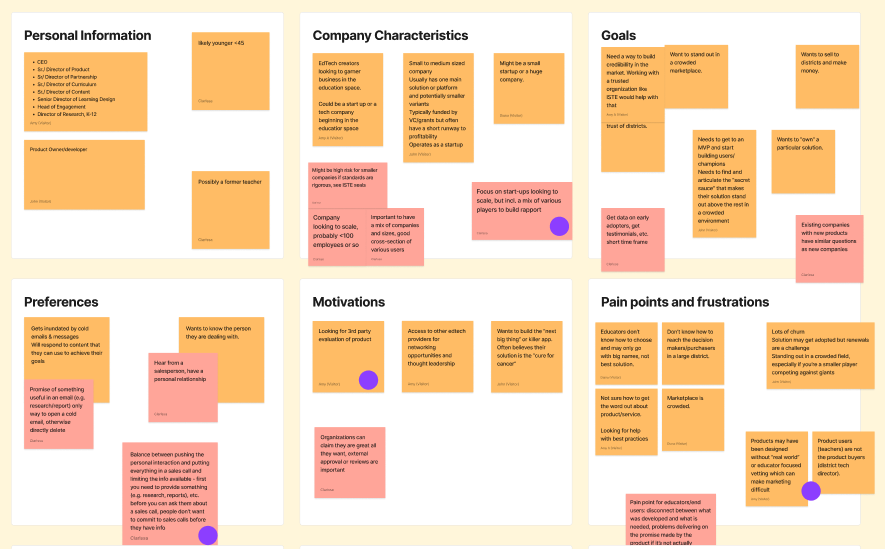 Personal Information
• CEO
• Sr./ Director of Product
• Sr./ Director of Partnership
• Sr./ Director of Curriculum
• Sr./ Director of Content
• Senior Director of Learning Design
• Head of Engagement
• Director of Research, K-12
likely younger <45
Clarissa
Product Owner/developer
Possibly a former teacher
Clarissa
Company Characteristics
EdTech creators
looking to garner
business in the
education space.
Could be a start up or a
tech company
beginning in the
education space
Small to medium sized
company
Usually has one main
solution or platform
and potentially smaller
variants
Typically funded by
VC/grants but often
have a short runway to
profitability
Operates as a startup
Might be a small
startup or a huge
company.
Might be high risk for smaller
companies if standards are
rigorous, see ISTE seals
Company
looking to scale,
probably <100
employees or so
Clarissa
Important to have
a mix of companies
and sizes, good
cross-section of
various users
Clarissa
Focus on start-ups looking to
scale, but incl. a mix of various
players to build rapport
Clarissa
Goals
Need a way to build
credibility in the
market. Working with
a trusted
organization like
ISTE would help with
that
trust of districts.
Want to stand out in
a crowded
marketplace.
Wants to sell to
districts and make
money.
Needs to get to an
MVP and start
building users/
champions
Needs to find and
articulate the "secret
sauce" that makes
their solution stand
out above the rest in
a crowded
environment
Wants to "own" a
particular solution.
Get data on early
adopters, get
testimonials, etc.
short time frame
Clarissa
Existing companies
with new products
have similar questions
as new companies
Clarissa
Preferences
Gets inundated by cold
emails & messages
Will respond to content that
they can use to achieve their
goals
Wants to know the person
they are dealing with.
Hear from a
salesperson, have a
personal relationship
Clarissa
Promise of something
useful in an email (e.g.
research/report) only
way to open a cold
email, otherwise
directly delete
Clarissa
Balance between pushing the
personal interaction and putting
everything in a sales call and
limiting the info available - first
you need to provide something
(e.g. research, reports), etc.
before you can ask them about
a sales call, people don't want
to commit to sales calls before
they have info
Clarissa
Motivations
Looking for 3rd party
evaluation of product
Access to other edtech
providers for
networking
opportunities and
thought leadership
Wants to build the "next
big thing" or killer app.
Often believes their
solution is the "cure for
cancer"
Organizations can
claim they are great all
they want, external
approval or reviews are
important
Clarissa
Pain points and frustrations
Educators don't
know how to choose
and may only go
with big names, not
best solution.
Don't know how to
reach the decision
makers/purchasers
in a large district.
Lots of churn
Solution may get adopted but renewals
are a challenge
Standing out in a crowded field,
especially if you're a smaller player
competing against giants
Not sure how to get
the word out about
product/service.
Looking for help
with best practices
Marketplace is
crowded.
Products may have
been designed
without "real world"
or educator focused
vetting which can
make marketing
difficult
Product users
(teachers) are not
the product buyers
(district tech
director).
Pain point for educators/end
users: disconnect between what
was developed and what is
needed, problems delivering on
the promise made by the
product if it's not actually